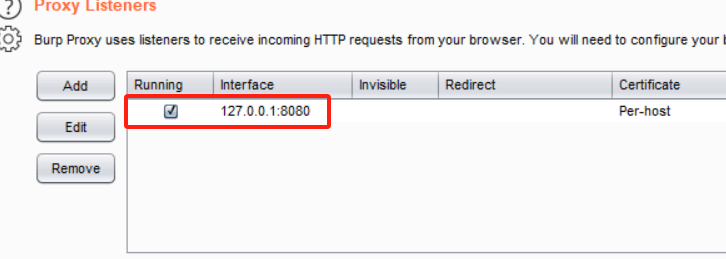 Proxy Listeners
Burp Proxy uses listeners to receive incoming HTTP requests from your browser. You will need to configure your
Add
Running Interface Invisible Redirect Certificate
127.0.0.1:8080 Per-host
Edit
Remove